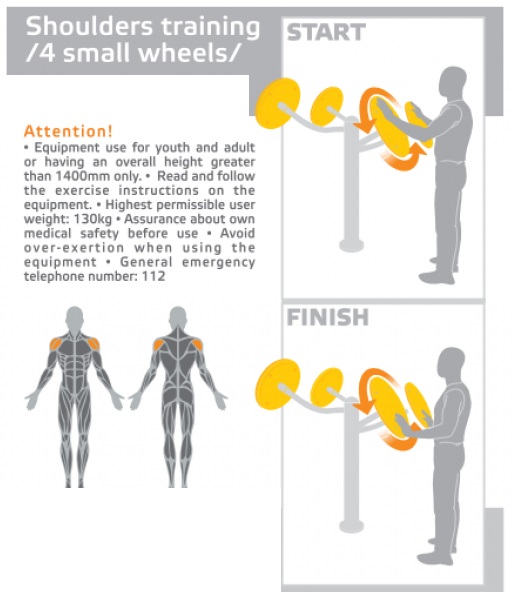 Shoulders training
/4 small wheels/
START
Attention!
• Equipment use for youth and adult
or having an overall height greater
than 1400mm only. • Read and follow
the exercise instructions on the
equipment. • Highest permissible user
weight: 130kg • Assurance about own
medical safety before use • Avoid
over-exertion when using the
equipment • General emergency
telephone number: 112
FINISH